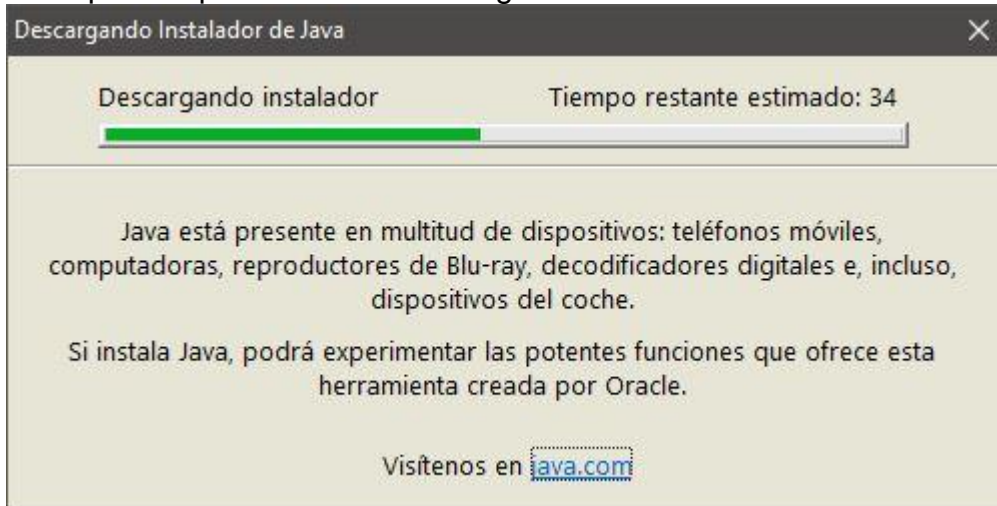 Descargando Instalador de Java
Descargando instalador
Tiempo restante estimado: 34
Java está presente en multitud de dispositivos: teléfonos móviles,
computadoras, reproductores de Blu-ray, decodificadores digitales e, incluso,
dispositivos del coche.
Si instala Java, podrá experimentar las potentes funciones que ofrece esta
herramienta creada por Oracle.
Visítenos en java.com